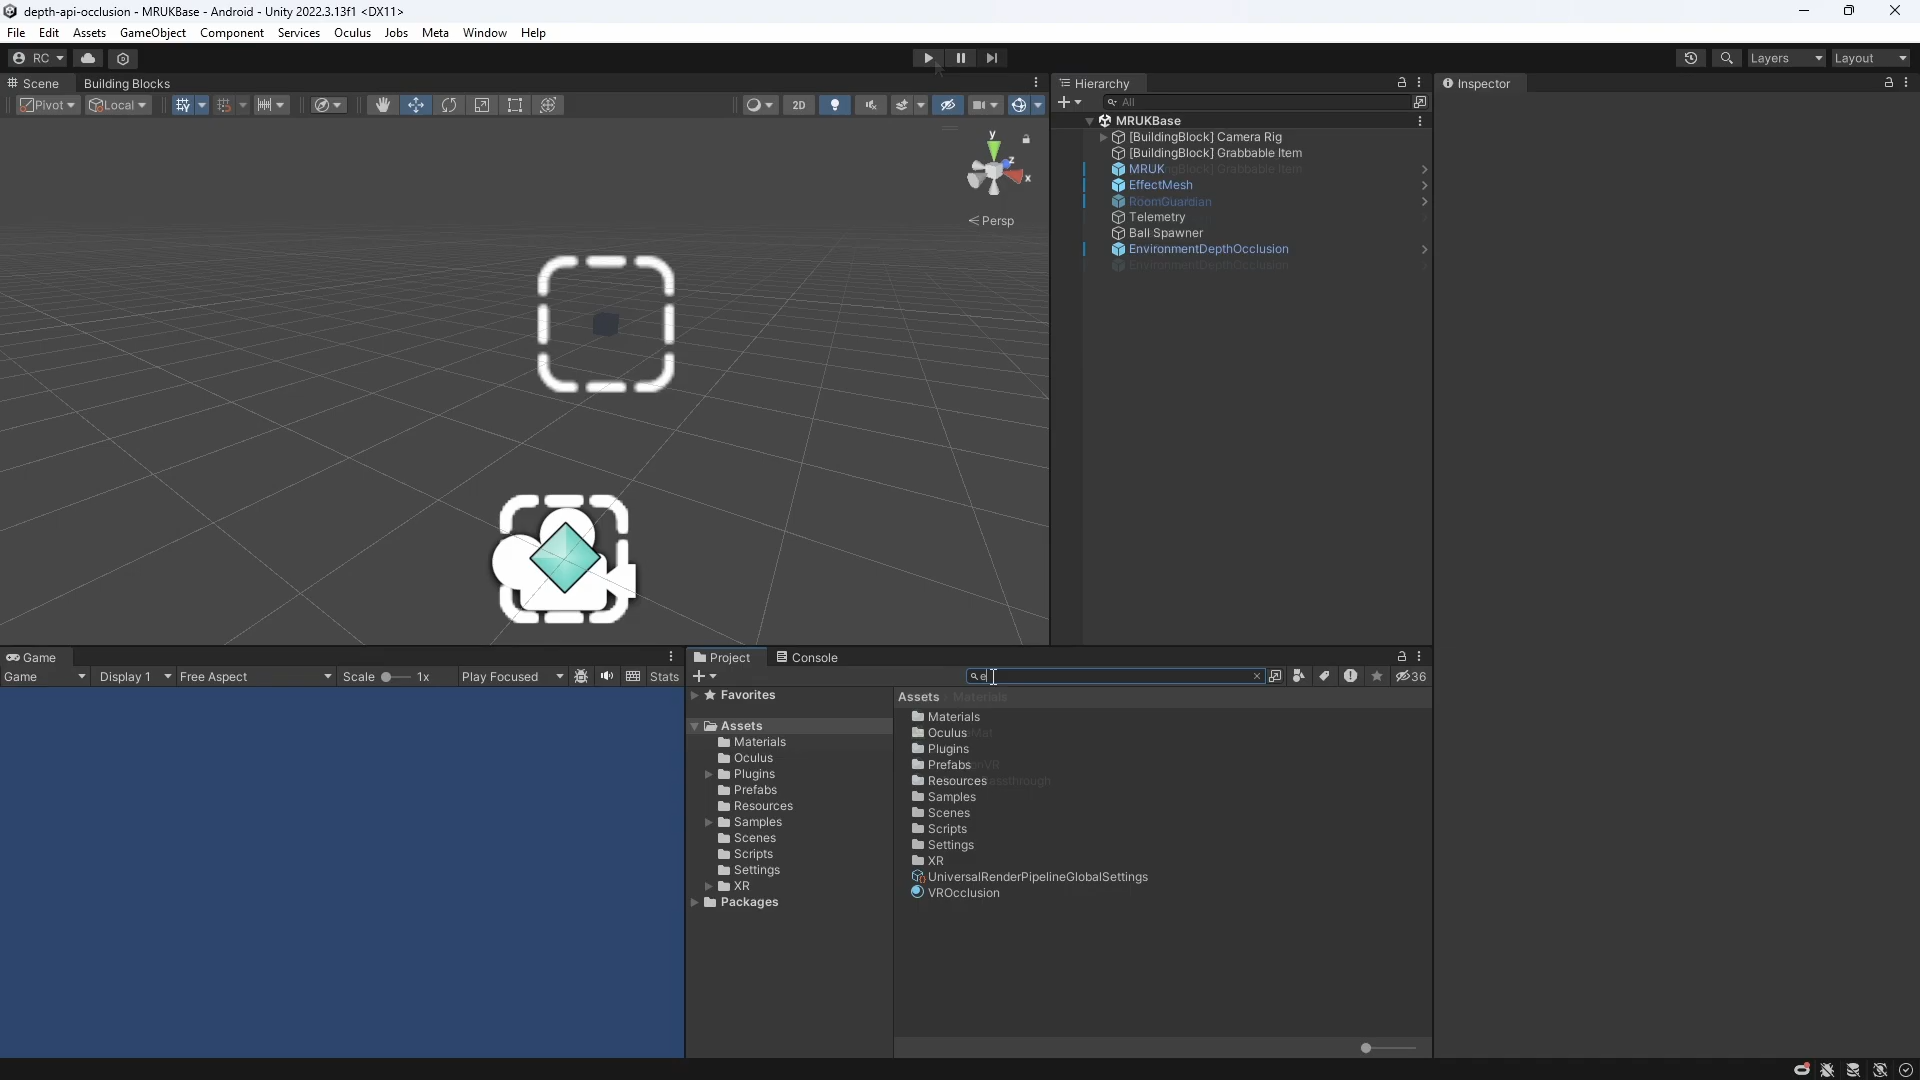 depth-api-occlusion - MRUKBase - Android - Unity 2022.3.13f1 <DX11>
File Edit Assets GameObject Component Services Oculus Jobs Meta Window Help
RC Layers Layout
Scene Building Blocks Hierarchy Inspector
Pivot Local 2D All
MRUKBase
[BuildingBlock] Camera Rig
[BuildingBlock] Grabbable Item
MRUK
EffectMesh
RoomGuardian
Telemetry
Ball Spawner
EnvironmentDepthOcclusion
EnvironmentDepthOcclusion
y
z
x
Persp
Game Project Console
Game Display 1 Free Aspect Scale 1x Play Focused Stats e 36
Favorites
Assets
Materials
Oculus
Plugins
Prefabs
Resources
Samples
Scenes
Scripts
Settings
XR
Packages
Assets Materials
Materials
Oculus
Plugins
Prefabs
Resources
Samples
Scenes
Scripts
Settings
XR
UniversalRenderPipelineGlobalSettings
VROcclusion